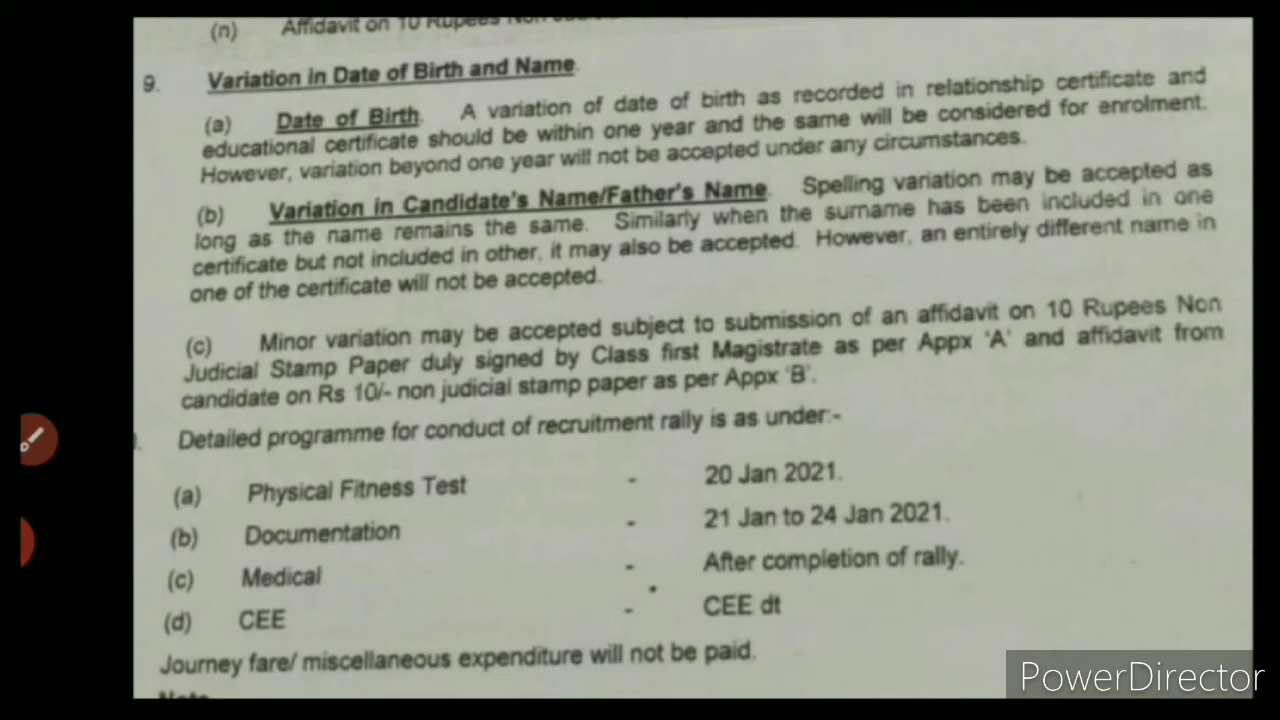 (n) Affidavit on 10 Rupees Non
9. Variation in Date of Birth and Name.
(a) Date of Birth. A variation of date of birth as recorded in relationship certificate and
educational certificate should be within one year and the same will be considered for enrolment.
However, variation beyond one year will not be accepted under any circumstances.
(b) Variation in Candidate's Name/Father's Name. Spelling variation may be accepted as
long as the name remains the same. Similarly when the surname has been included in one
certificate but not included in other, it may also be accepted. However, an entirely different name in
one of the certificate will not be accepted.
(c) Minor variation may be accepted subject to submission of an affidavit on 10 Rupees Non
Judicial Stamp Paper duly signed by Class first Magistrate as per Appx 'A' and affidavit from
candidate on Rs 10/- non judicial stamp paper as per Appx 'B'.
. Detailed programme for conduct of recruitment rally is as under:-
(a) Physical Fitness Test - 20 Jan 2021.
(b) Documentation - 21 Jan to 24 Jan 2021.
(c) Medical - After completion of rally.
(d) CEE - CEE dt
Journey fare/ miscellaneous expenditure will not be paid.
PowerDirector